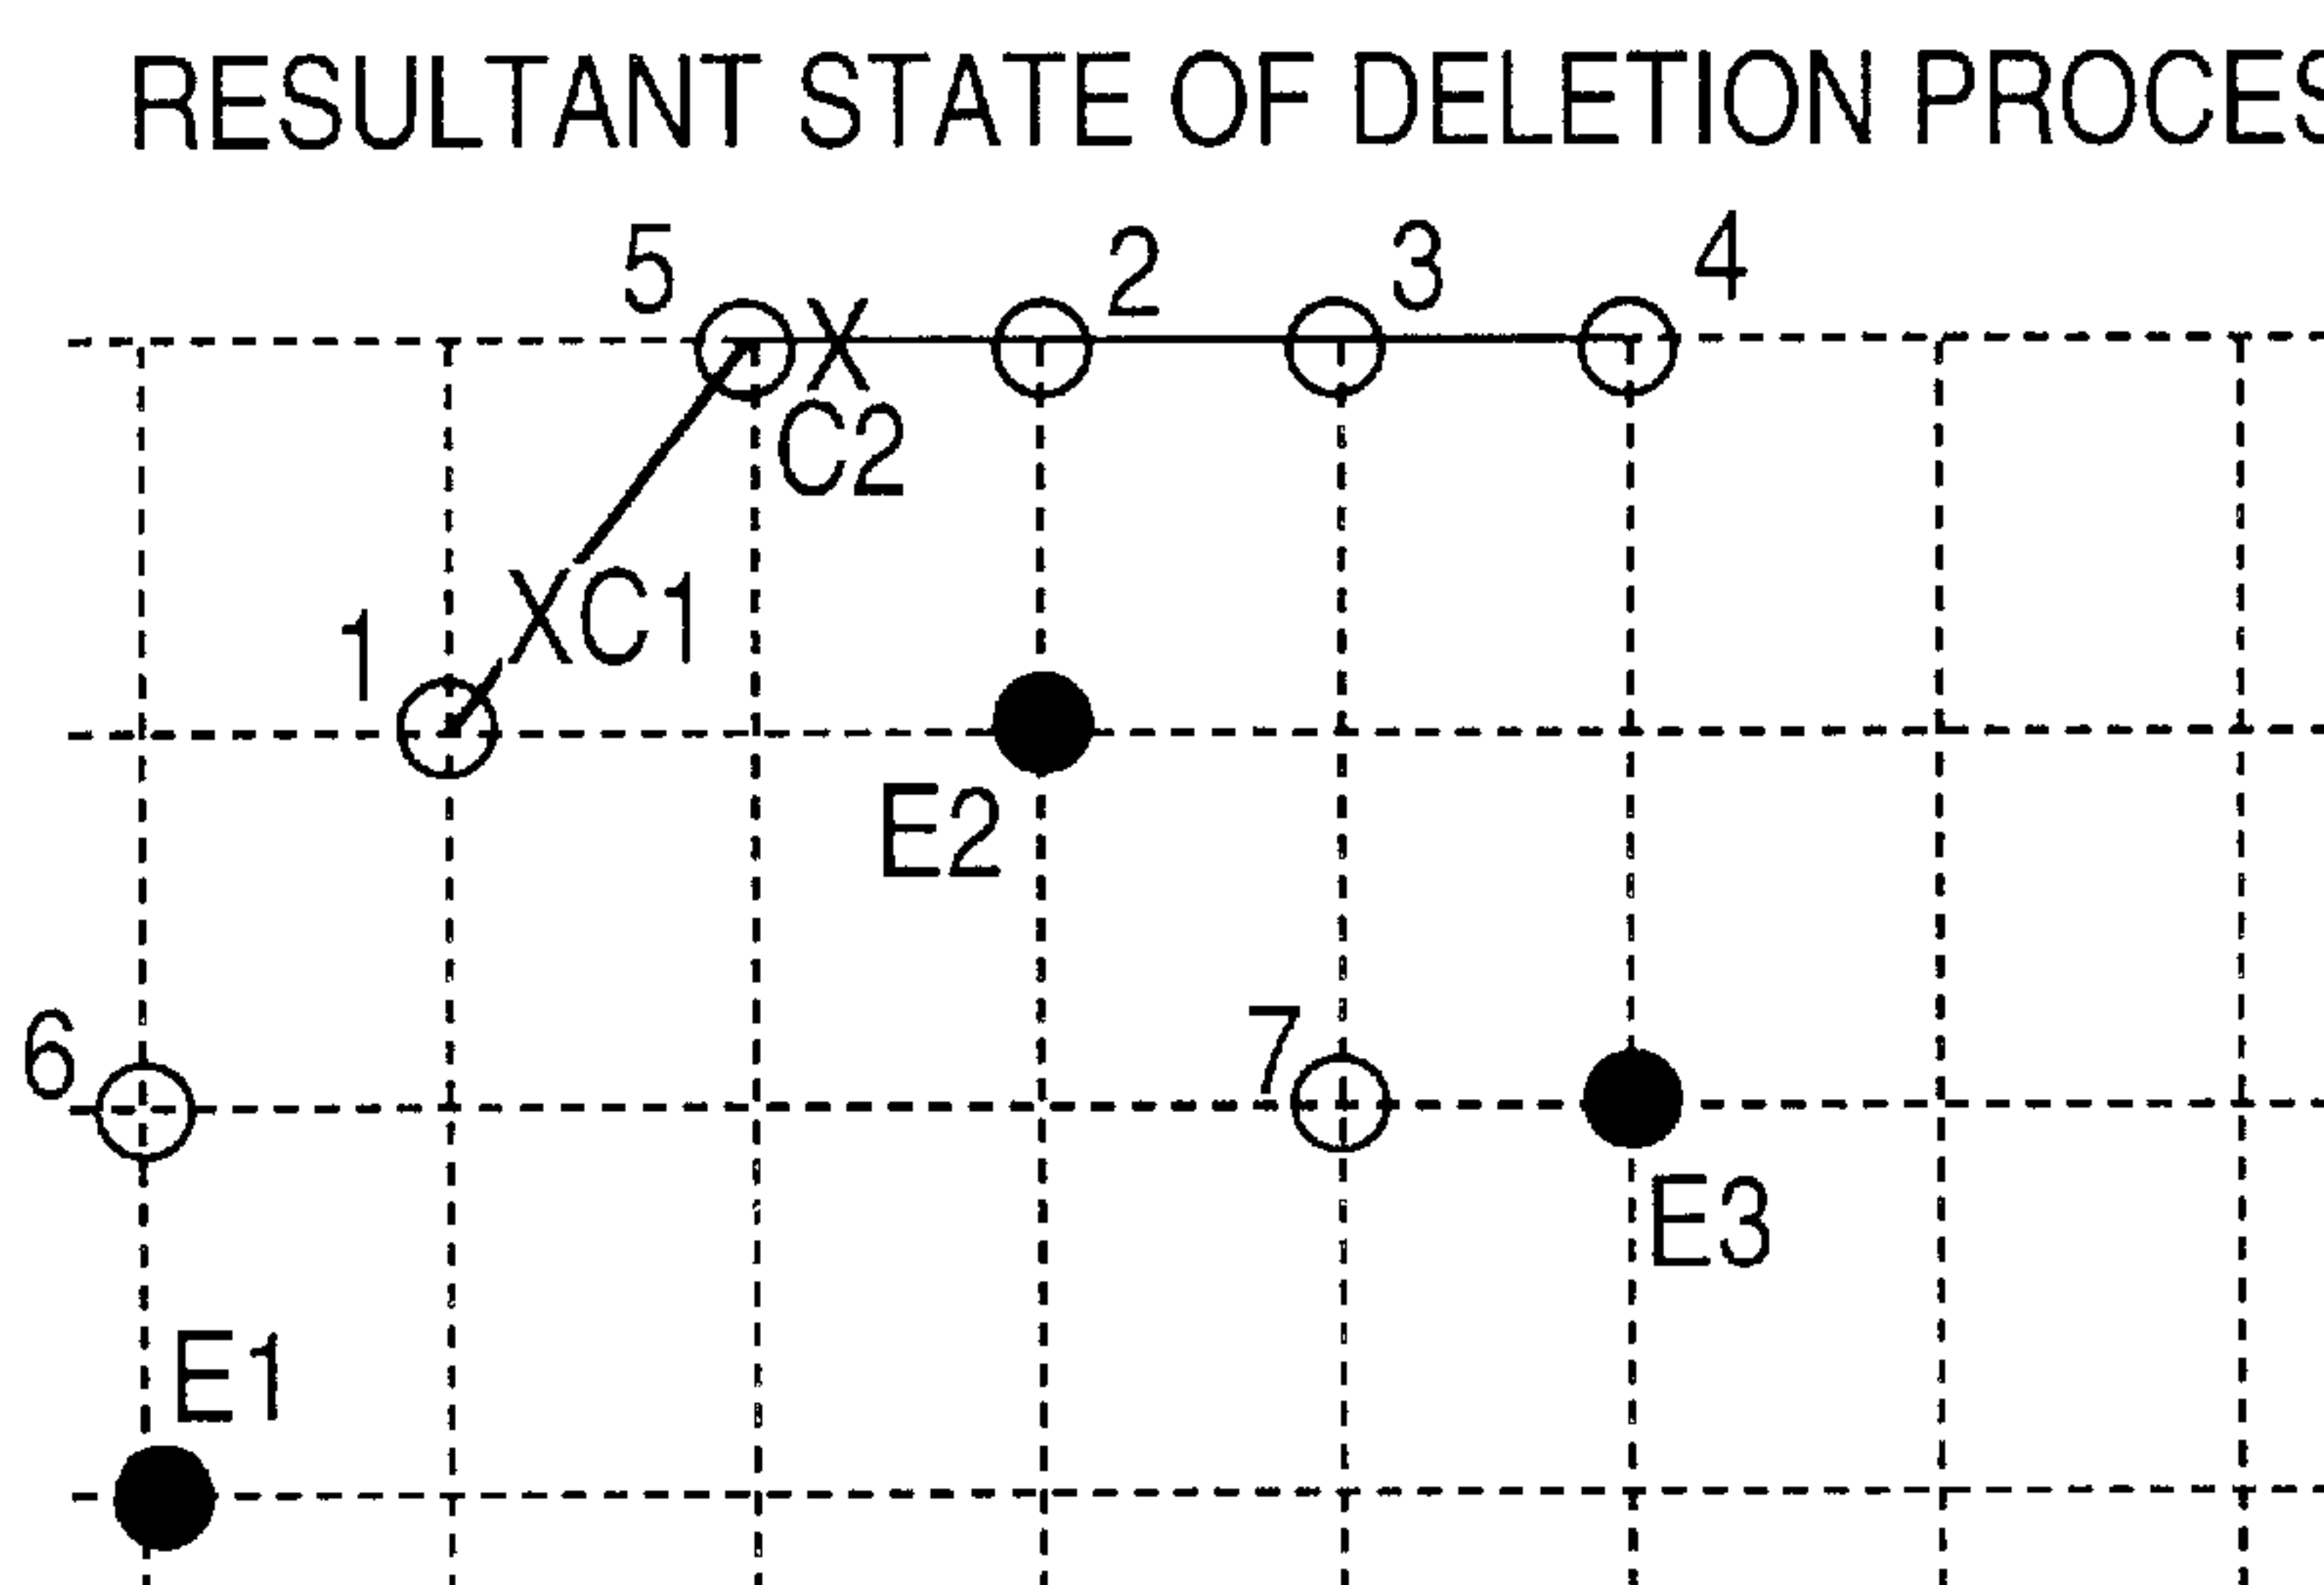 RESULTANT STATE OF DELETION PROCES
5 X 2 3 4
C2
XC1
1
E2
6 7
E3
E1